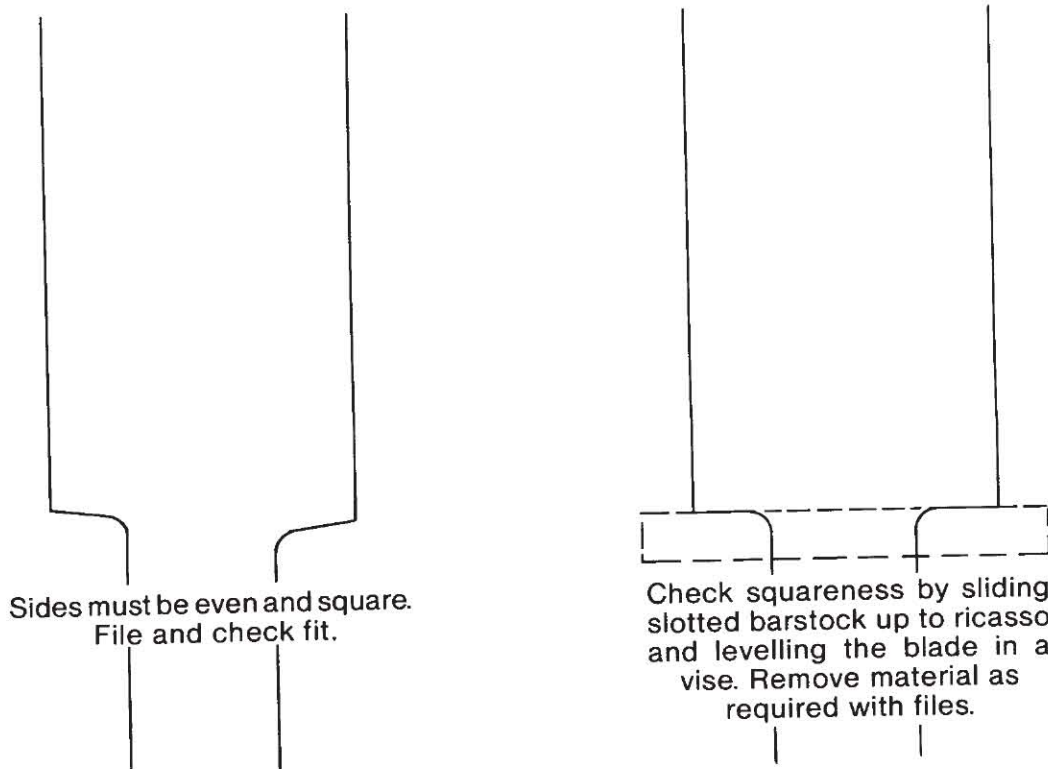 Sides must be even and square.
File and check fit.
Check squareness by sliding
slotted barstock up to ricasso
and levelling the blade in a
vise. Remove material as
required with files.